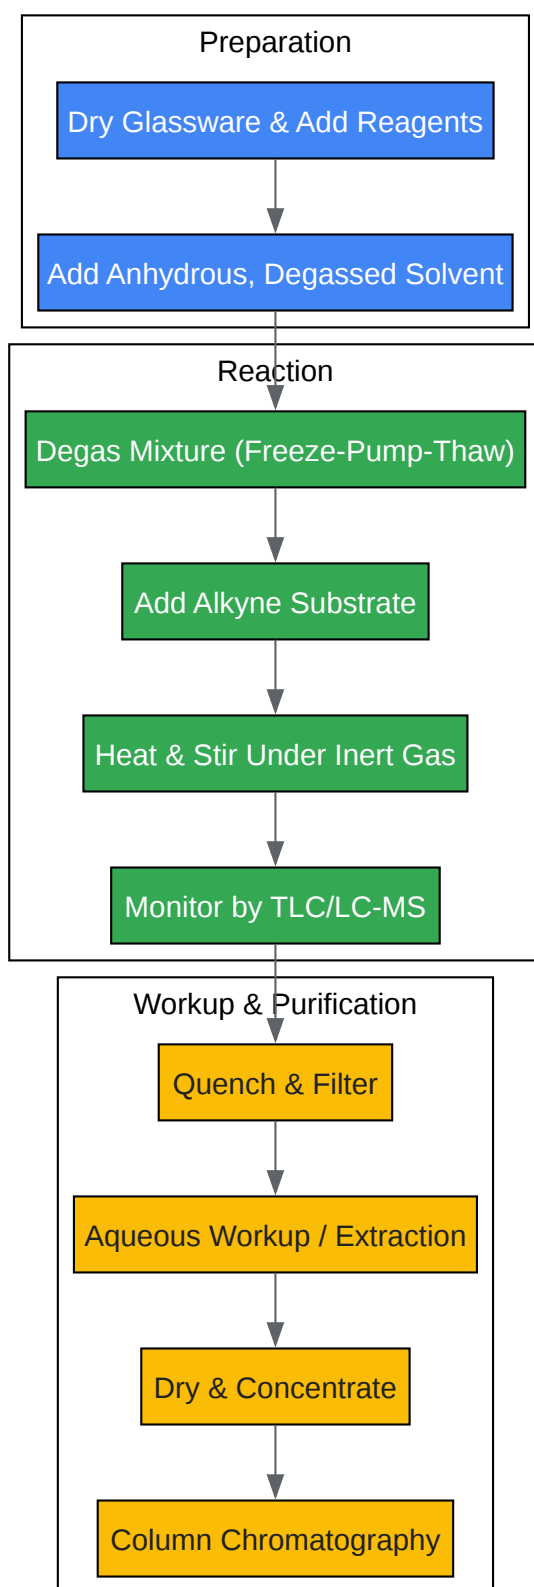 Preparation
Dry Glassware & Add Reagents
Add Anhydrous, Degassed Solvent
Reaction
Degas Mixture (Freeze-Pump-Thaw)
Add Alkyne Substrate
Heat & Stir Under Inert Gas
Monitor by TLC/LC-MS
Workup & Purification
Quench & Filter
Aqueous Workup / Extraction
Dry & Concentrate
Column Chromatography